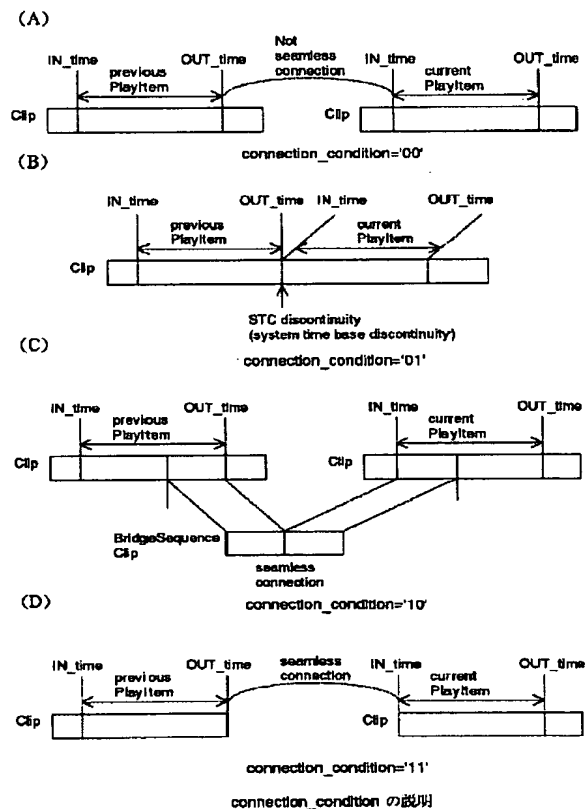 (A)
Not
seamless
connection
IN_time
previous
PlayItem
OUT_time
IN_time
current
PlayItem
OUT_time
Clip
Clip
connection_condition='00'
(B)
IN_time
previous
PlayItem
OUT_time
IN_time
current
PlayItem
OUT_time
Clip
STC discontinuity
(system time base discontinuity)
connection_condition='01'
(C)
IN_time
previous
PlayItem
OUT_time
IN_time
current
PlayItem
OUT_time
Clip
Clip
BridgeSequence
Clip
seamless
connection
connection_condition='10'
(D)
IN_time
previous
PlayItem
OUT_time
seamless
connection
IN_time
current
PlayItem
OUT_time
Clip
Clip
connection_condition='11'
connection_condition の説明